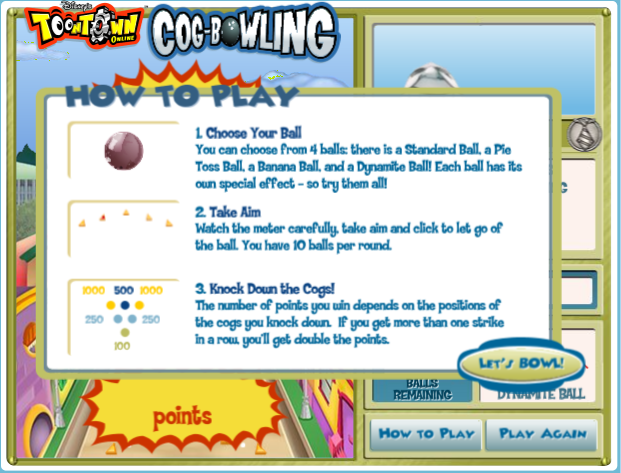 Disney's
TOONTOWN
ONLINE
COG-BOWLING
HOW TO PLAY
1. Choose Your Ball
You can choose from 4 balls: there is a Standard Ball, a Pie
Toss Ball, a Banana Ball, and a Dynamite Ball! Each ball has its
own special effect - so try them all!
2. Take Aim
Watch the meter carefully, take aim and click to let go of
the ball. You have 10 balls per round.
1000 500 1000
250 250
100
3. Knock Down the Cogs!
The number of points you win depends on the positions of
the cogs you knock down. If you get more than one strike
in a row, you'll get double the points.
LET'S BOWL!
points
BALLS
REMAINING
DYNAMITE BALL
HOW TO PLAY
PLAY AGAIN